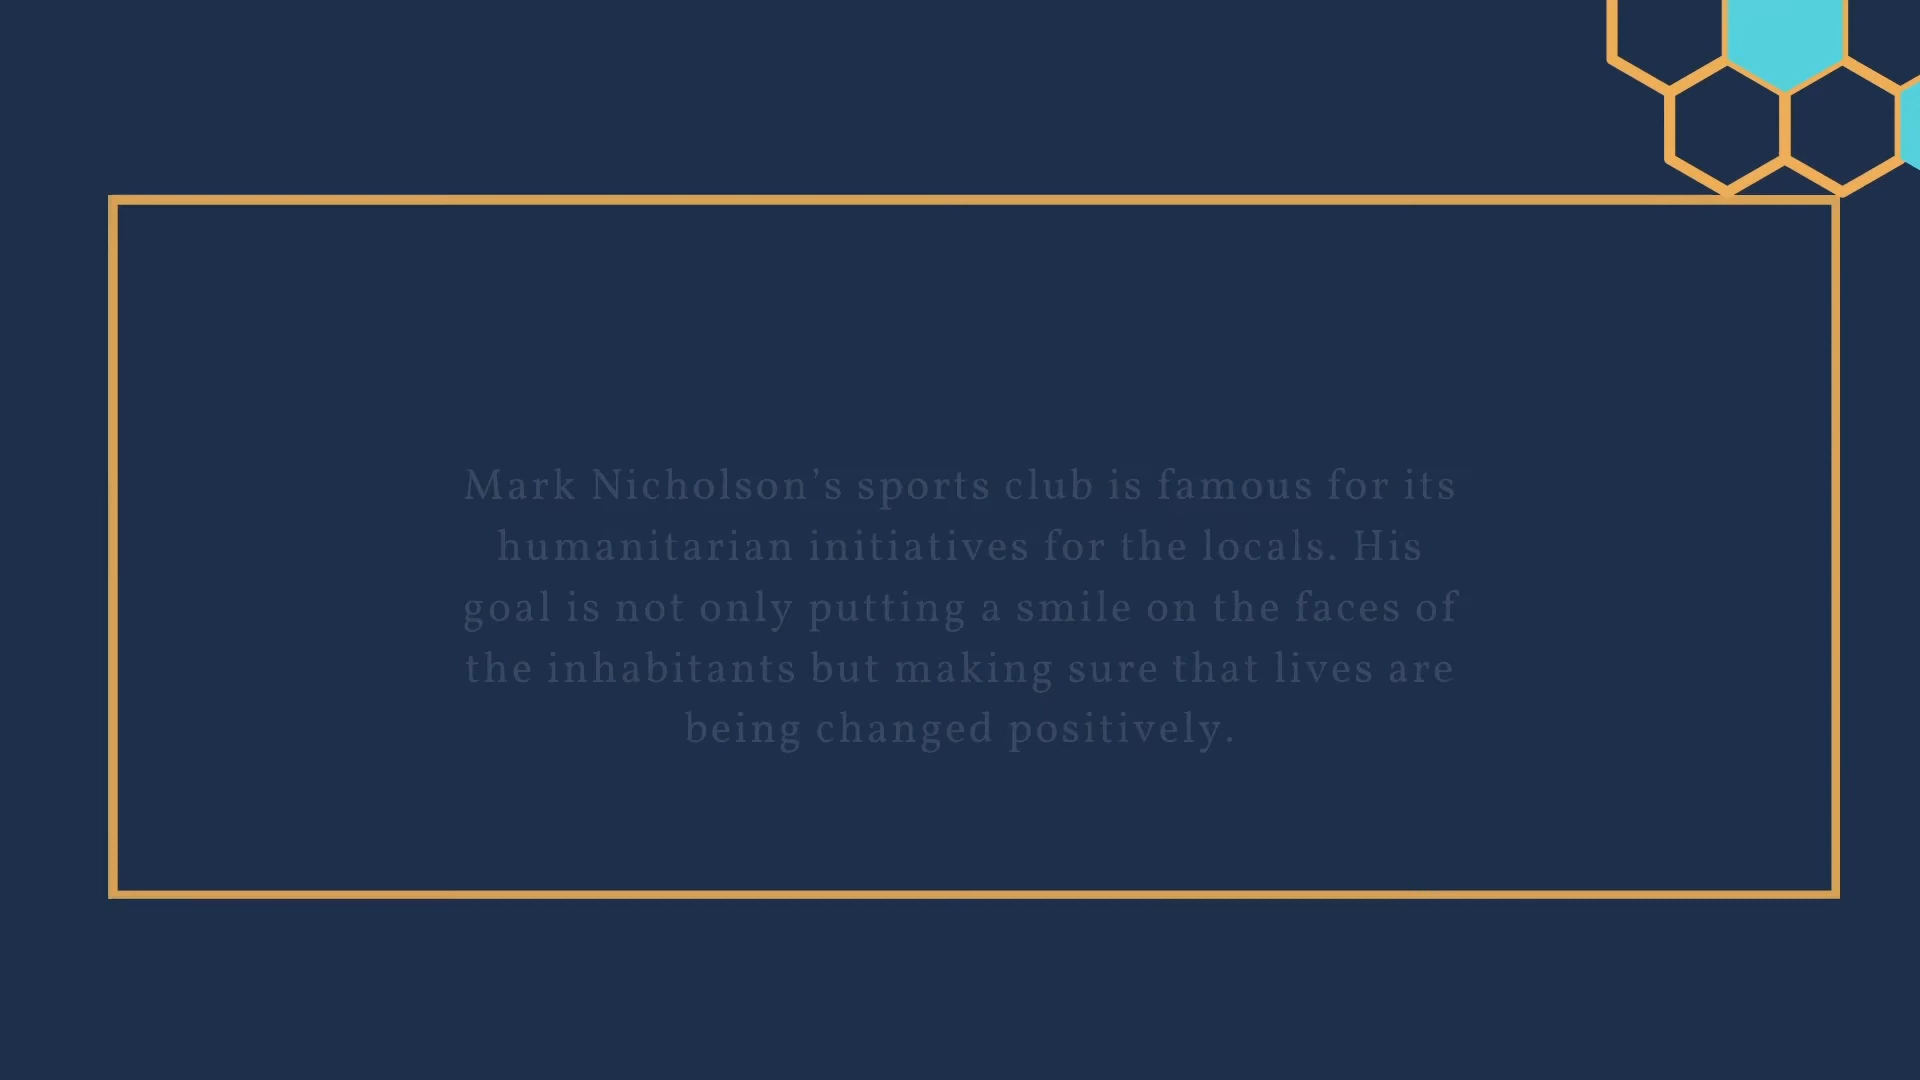 Mark Nicholson’s sports club is famous for its
humanitarian initiatives for the locals. His
goal is not only putting a smile on the faces of
the inhabitants but making sure that lives are
being changed positively.